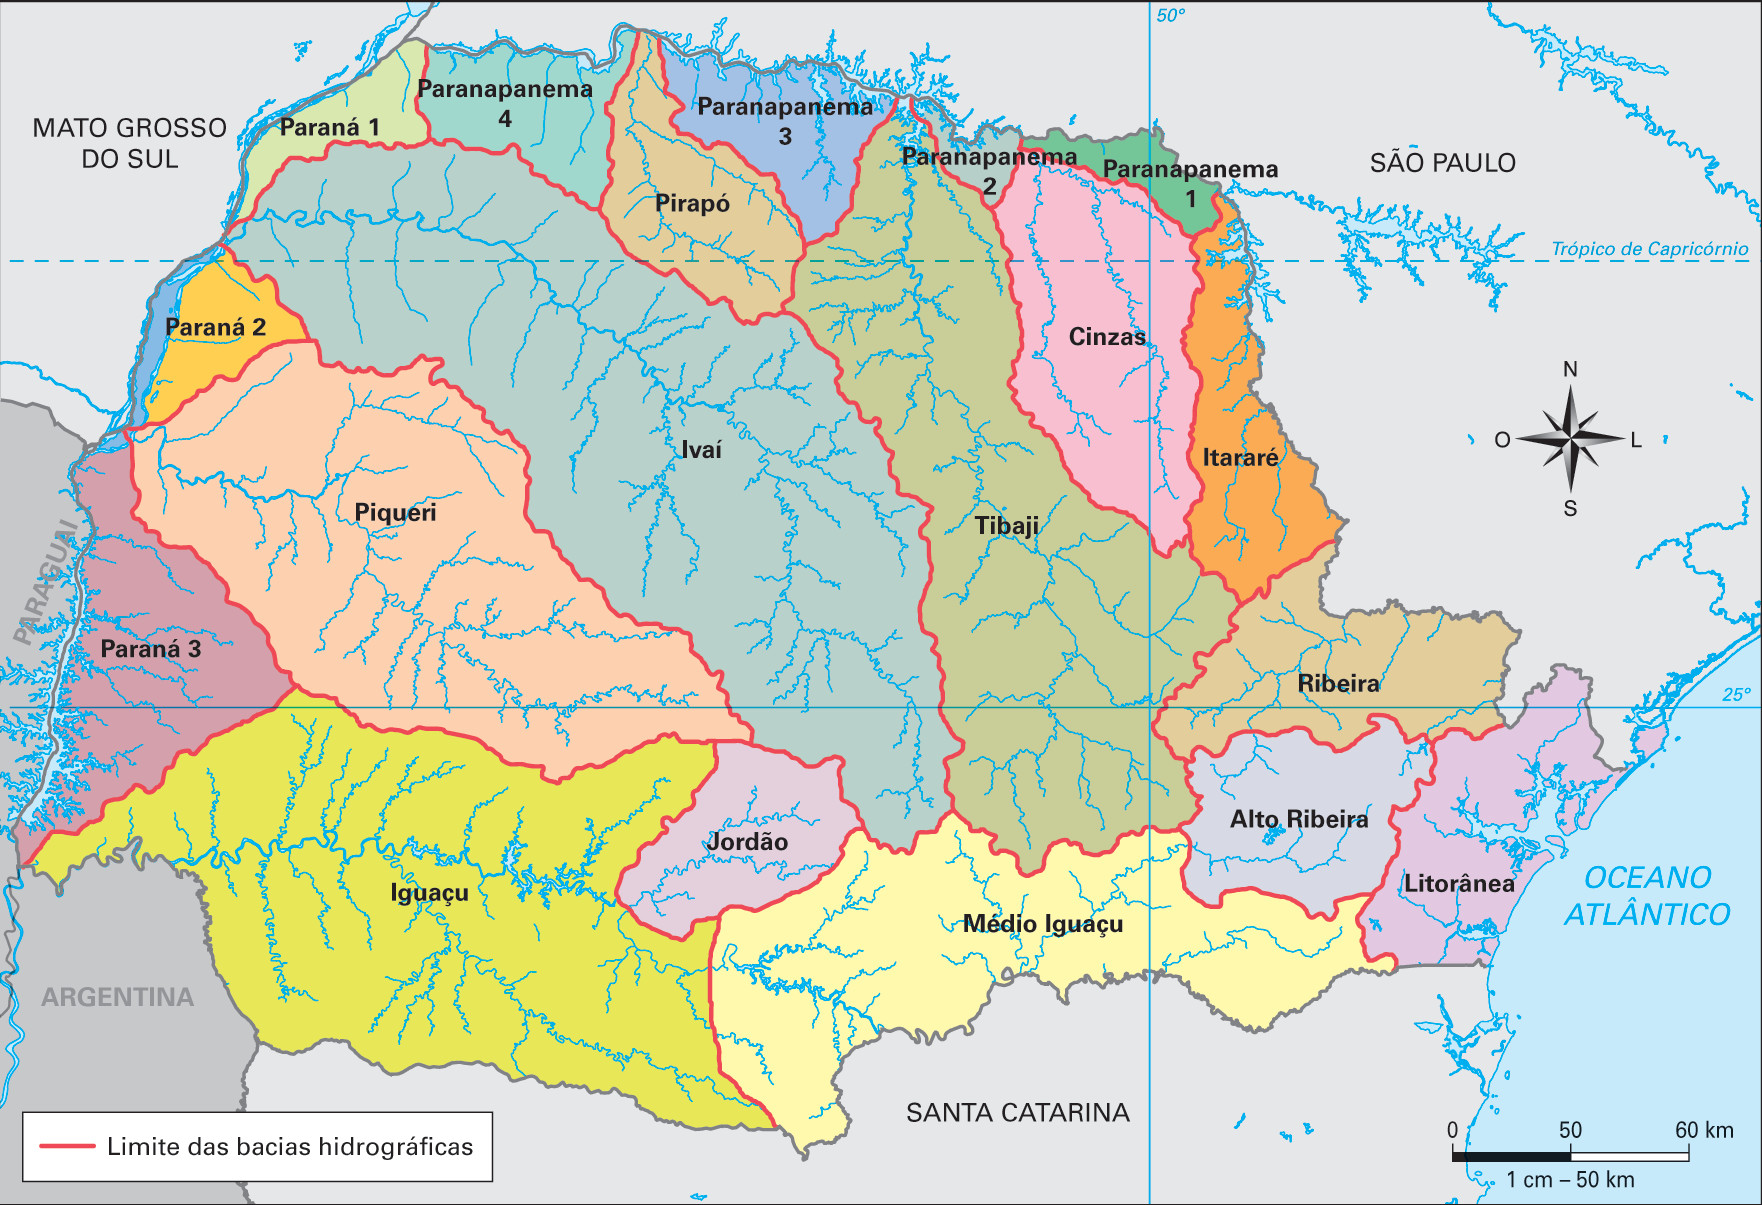 50°
MATO GROSSO
DO SUL
Paraná 1
Paranapanema
4
Paranapanema
3
Paranapanema
2
Paranapanema
1
SÃO PAULO
Pirapó
Trópico de Capricórnio
Paraná 2
Cinzas
N
O
L
S
Ivaí
Itararé
Piqueri
Tibaji
PARAGUAI
Paraná 3
Ribeira
25°
Jordão
Alto Ribeira
Iguaçu
Médio Iguaçu
Litorânea
OCEANO
ATLÂNTICO
ARGENTINA
SANTA CATARINA
Limite das bacias hidrográficas
0 50 60 km
1 cm – 50 km